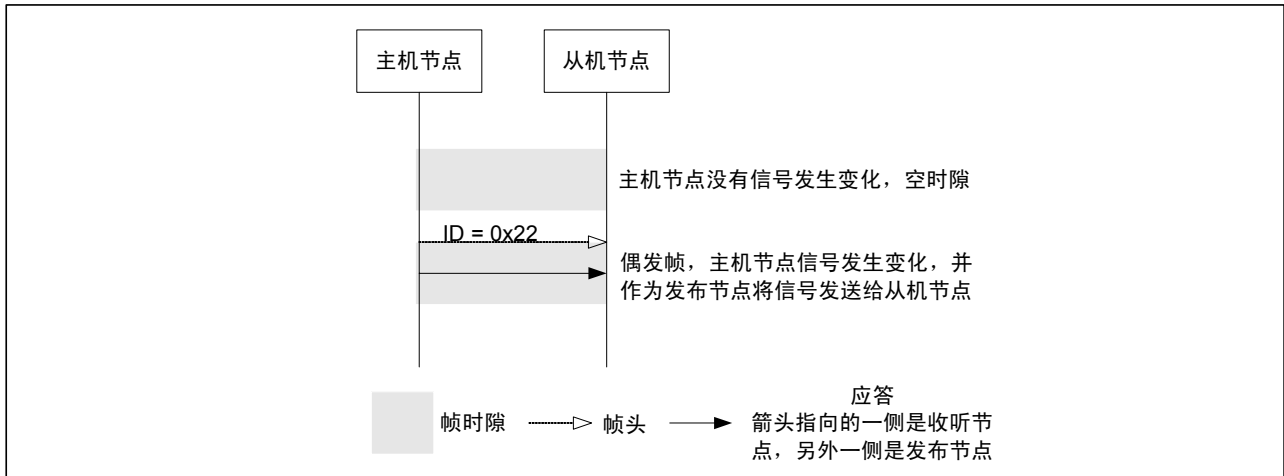 主机节点
从机节点
主机节点没有信号发生变化，空时隙
ID = 0x22
偶发帧，主机节点信号发生变化，并
作为发布节点将信号发送给从机节点
帧时隙
帧头
应答
箭头指向的一侧是收听节
点，另外一侧是发布节点